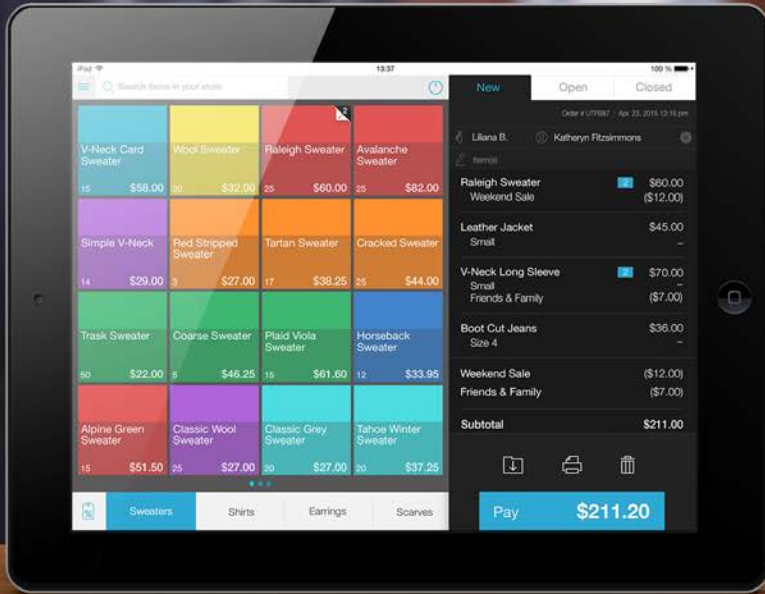 iPad
13:37
100 %
Search items in your store
V-Neck Card
Sweater
15 $58.00
Wool Sweater
30 $32.00
2
Raleigh Sweater
25 $60.00
Avalanche
Sweater
25 $82.00
Simple V-Neck
14 $29.00
Red Stripped
Sweater
3 $27.00
Tartan Sweater
17 $38.25
Cracked Sweater
25 $44.00
Trask Sweater
50 $22.00
Coarse Sweater
5 $46.25
Plaid Viola
Sweater
15 $61.60
Horseback
Sweater
12 $33.95
Alpine Green
Sweater
15 $51.50
Classic Wool
Sweater
25 $27.00
Classic Grey
Sweater
20 $27.00
Tahoe Winter
Sweater
20 $37.25
%
Sweaters
Shirts
Earrings
Scarves
New
Open
Closed
Apr. 23, 2015 12:15 pm
Liliana B.
Katheryn Fitzsimmons
Raleigh Sweater 2 $60.00
Weekend Sale ($12.00)
Leather Jacket $45.00
Small –
V-Neck Long Sleeve 2 $70.00
Small –
Friends & Family ($7.00)
Boot Cut Jeans $36.00
Size 4 –
Weekend Sale ($12.00)
Friends & Family ($7.00)
Subtotal $211.00
Pay $211.20